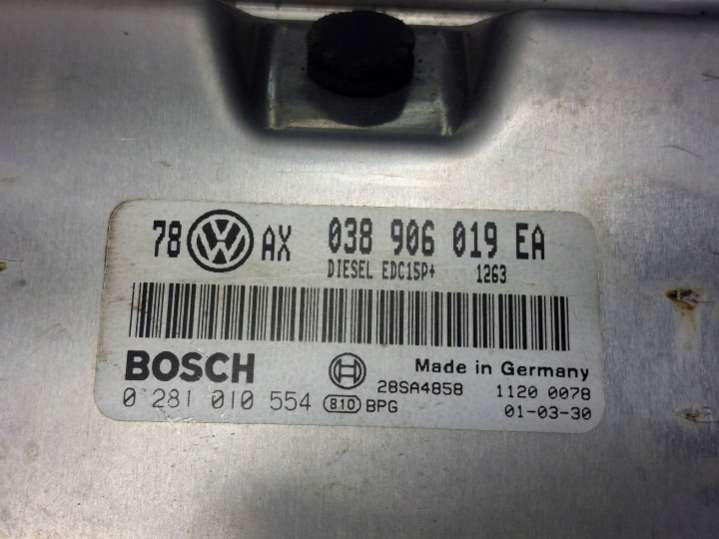 78 VW AX 038 906 019 EA
DIESEL EDC15P+ 1263
BOSCH Made in Germany
28SA4858 1120 0078
0 281 010 554 810 BPG 01-03-30